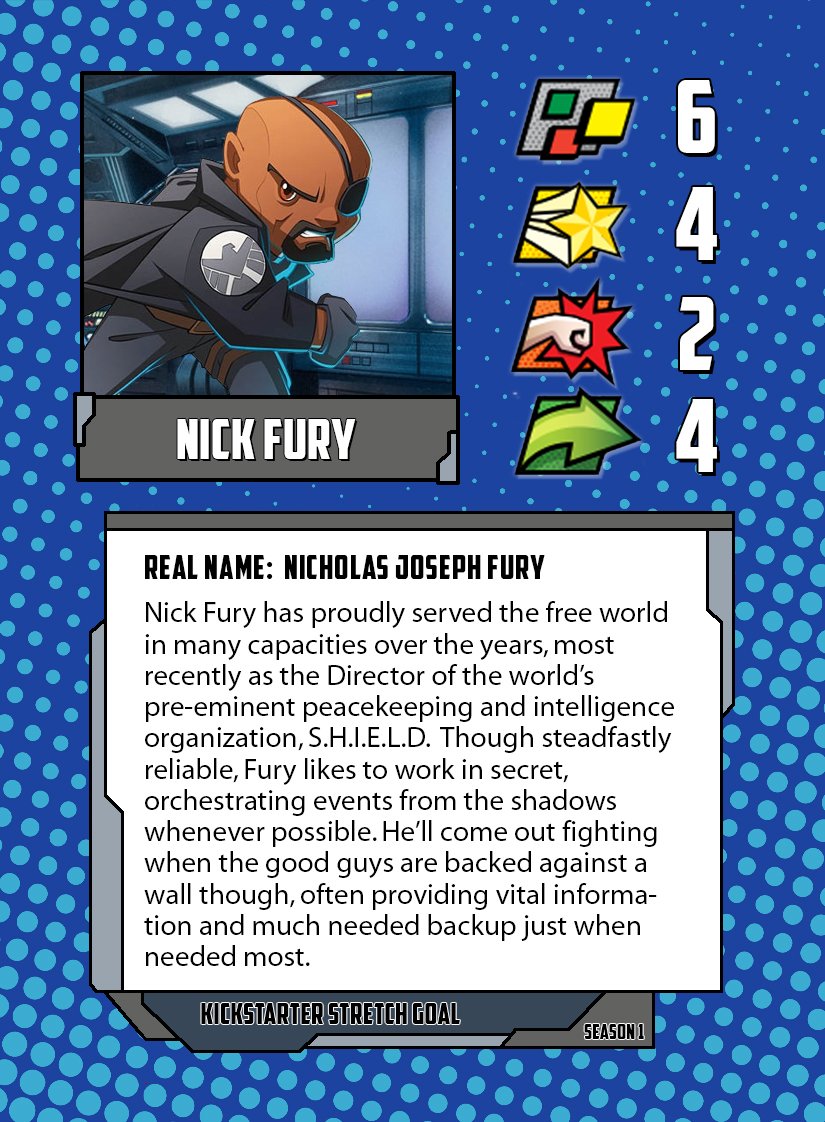 6
4
2
4
NICK FURY
REAL NAME: NICHOLAS JOSEPH FURY
Nick Fury has proudly served the free world
in many capacities over the years, most
recently as the Director of the world’s
pre-eminent peacekeeping and intelligence
organization, S.H.I.E.L.D. Though steadfastly
reliable, Fury likes to work in secret,
orchestrating events from the shadows
whenever possible. He’ll come out fighting
when the good guys are backed against a
wall though, often providing vital informa-
tion and much needed backup just when
needed most.
KICKSTARTER STRETCH GOAL
SEASON 1